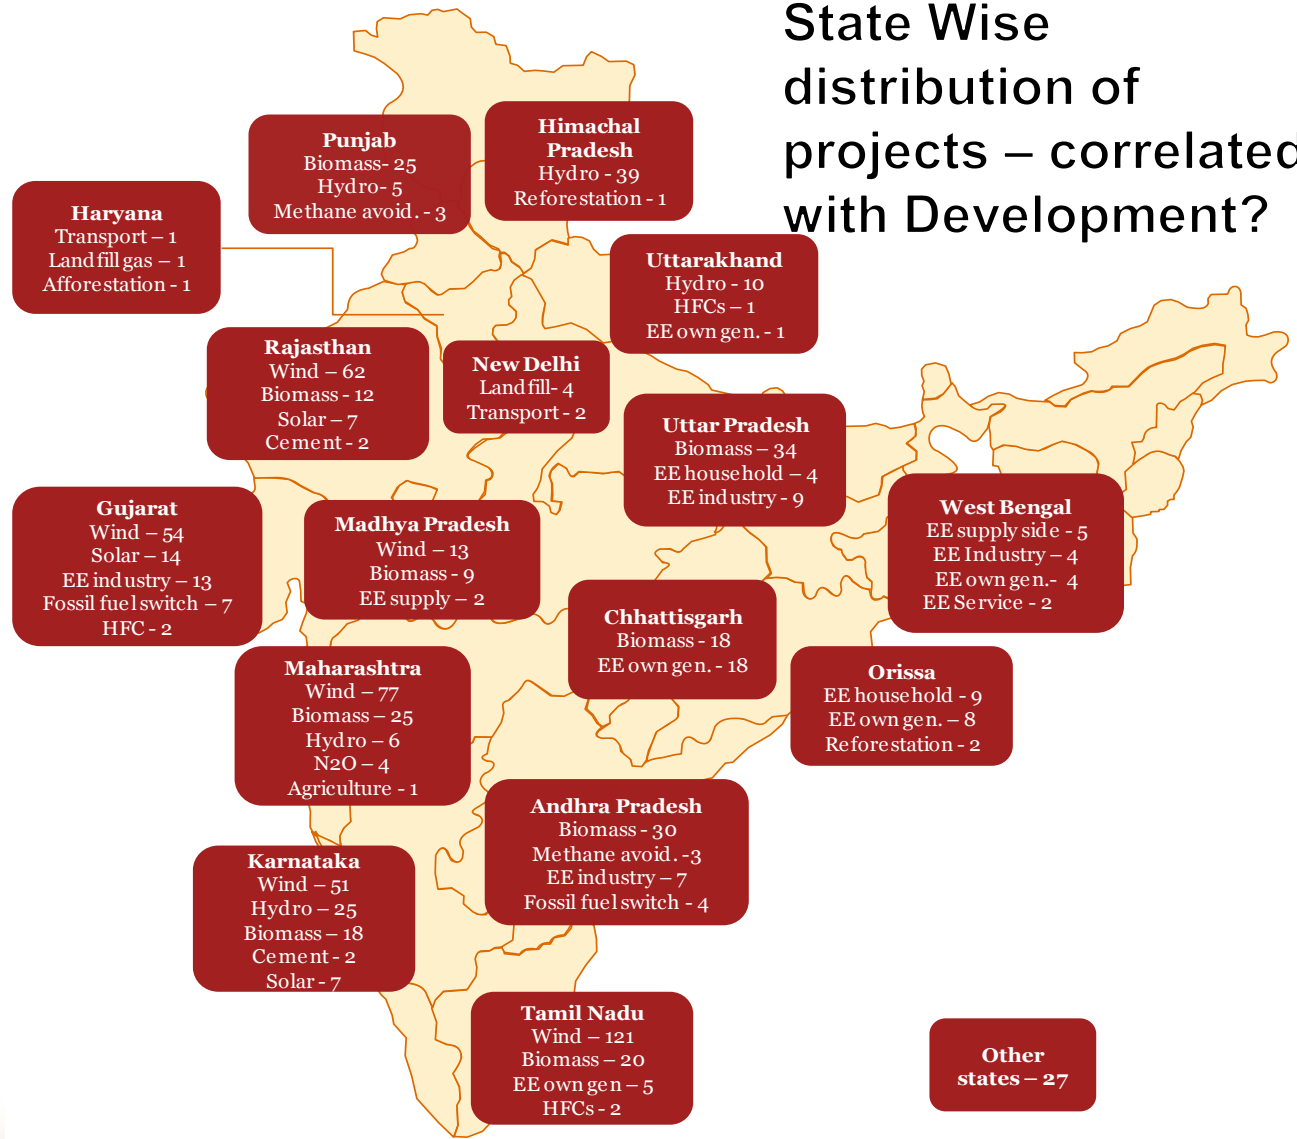 State Wise
distribution of
projects – correlated
with Development?
Punjab
Biomass- 25
Hydro- 5
Methane avoid. - 3
Himachal
Pradesh
Hydro - 39
Reforestation - 1
Haryana
Transport – 1
Landfill gas – 1
Afforestation - 1
Uttarakhand
Hydro - 10
HFCs – 1
EE own gen. - 1
Rajasthan
Wind – 62
Biomass - 12
Solar – 7
Cement - 2
New Delhi
Landfill- 4
Transport - 2
Uttar Pradesh
Biomass – 34
EE household – 4
EE industry - 9
Gujarat
Wind – 54
Solar – 14
EE industry – 13
Fossil fuel switch – 7
HFC - 2
Madhya Pradesh
Wind – 13
Biomass - 9
EE supply – 2
West Bengal
EE supply side - 5
EE Industry – 4
EE own gen.- 4
EE Service - 2
Chhattisgarh
Biomass - 18
EE own gen. - 18
Maharashtra
Wind – 77
Biomass – 25
Hydro – 6
N2O – 4
Agriculture - 1
Orissa
EE household - 9
EE own gen. – 8
Reforestation - 2
Andhra Pradesh
Biomass - 30
Methane avoid. -3
EE industry – 7
Fossil fuel switch - 4
Karnataka
Wind – 51
Hydro – 25
Biomass – 18
Cement - 2
Solar - 7
Tamil Nadu
Wind – 121
Biomass – 20
EE own gen – 5
HFCs - 2
Other
states – 27